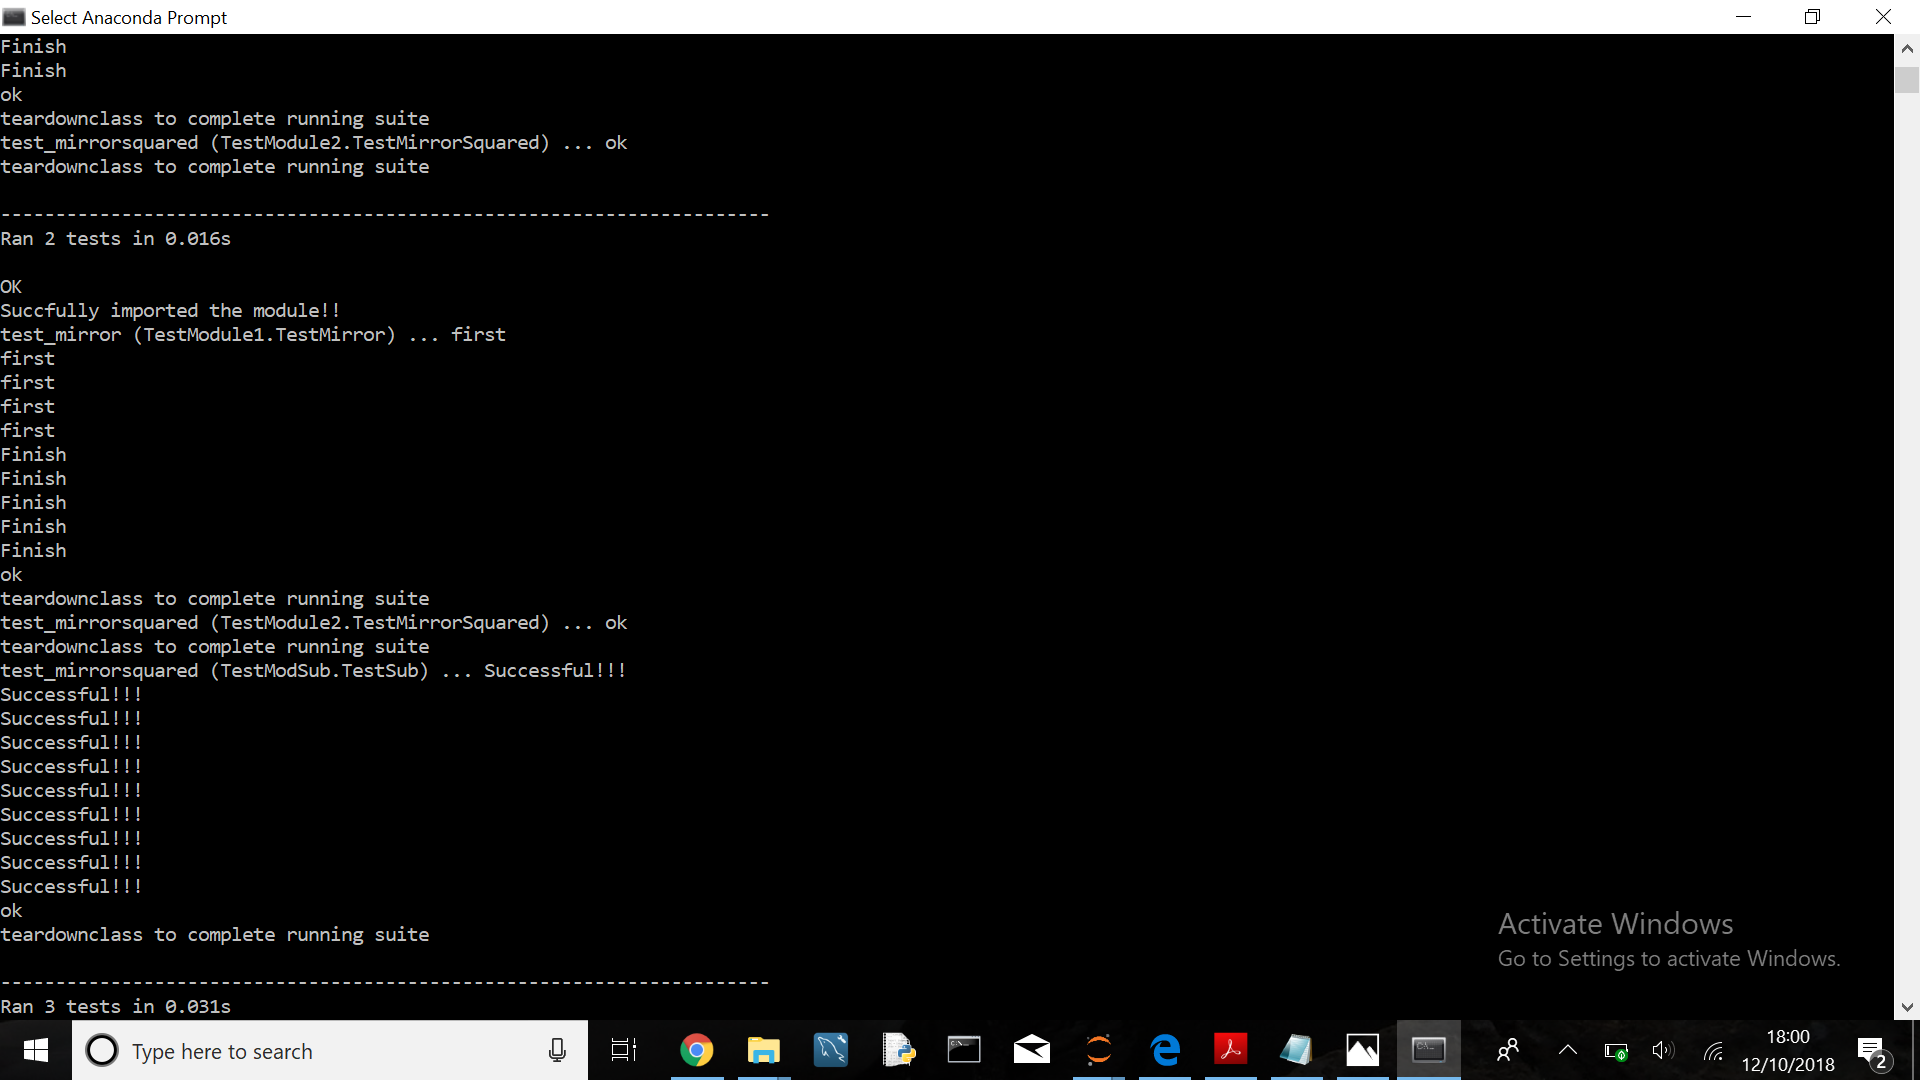 Select Anaconda Prompt
Finish
Finish
ok
teardownclass to complete running suite
test_mirrorsquared (TestModule2.TestMirrorSquared) ... ok
teardownclass to complete running suite
----------------------------------------------------------------------
Ran 2 tests in 0.016s
OK
Succfully imported the module!!
test_mirror (TestModule1.TestMirror) ... first
first
first
first
first
Finish
Finish
Finish
Finish
Finish
ok
teardownclass to complete running suite
test_mirrorsquared (TestModule2.TestMirrorSquared) ... ok
teardownclass to complete running suite
test_mirrorsquared (TestModSub.TestSub) ... Successful!!!
Successful!!!
Successful!!!
Successful!!!
Successful!!!
Successful!!!
Successful!!!
Successful!!!
Successful!!!
Successful!!!
ok
teardownclass to complete running suite
----------------------------------------------------------------------
Ran 3 tests in 0.031s
Activate Windows
Go to Settings to activate Windows.
Type here to search
18:00
12/10/2018
2